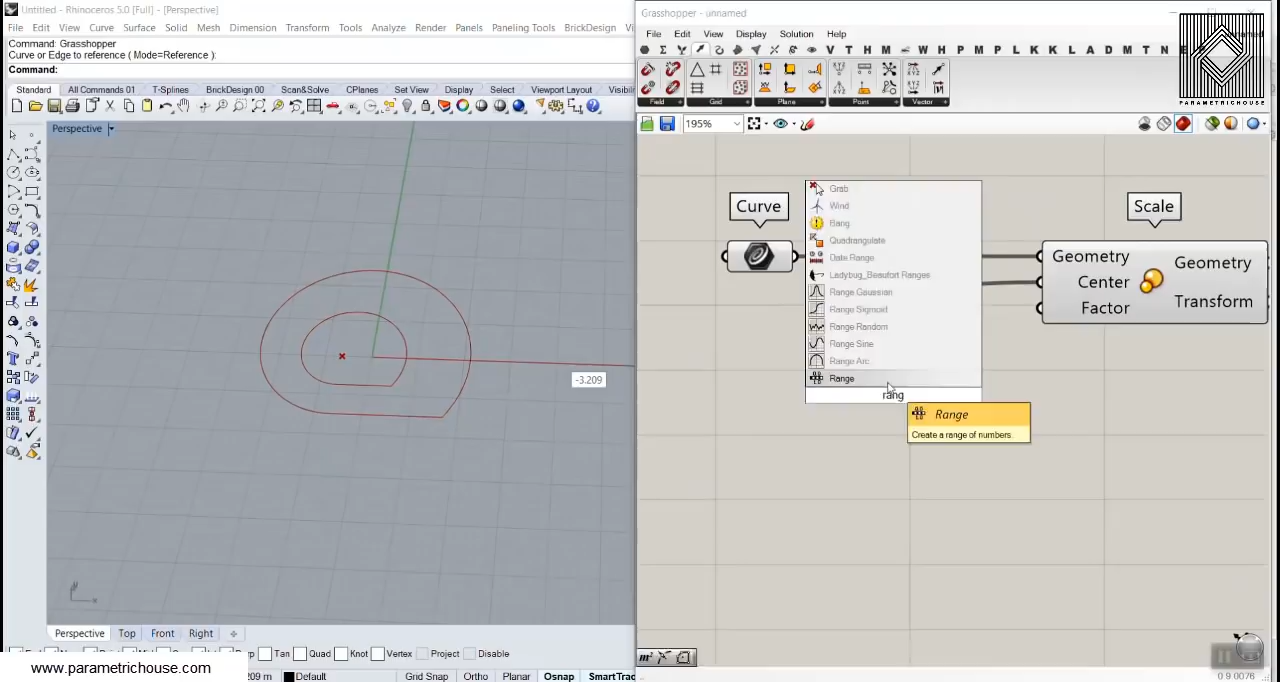 Untitled - Rhinoceros 5.0 [Full] - [Perspective]
File Edit View Curve Surface Solid Mesh Dimension Transform Tools Analyze Render Panels Paneling Tools BrickDesign
Command: Grasshopper
Curve or Edge to reference ( Mode=Reference ):
Command:
Standard All Commands 01 T-Splines BrickDesign 00 Scan&Solve CPlanes Set View Display Select Viewport Layout
Perspective
-3.209
Perspective Top Front Right
Tan Quad Knot Vertex Project Disable
www.parametrichouse.com
209 m Default Grid Snap Ortho Planar Osnap SmartTrac
Grasshopper - unnamed
File Edit View Display Solution Help
V T H M W H P M P L K L A D M T N E
PARAMETRICHOUSE
Field Grid Plane Point Vector
195%
Curve
Scale
Grab
Wind
Bang
Quadrangulate
Date Range
Ladybug_Beaufort Ranges
Range Gaussian
Range Sigmoid
Range Random
Range Sine
Range Arc
Range
rang
Range
Create a range of numbers
Geometry
Center
Factor
Geometry
Transform
0.9.0076